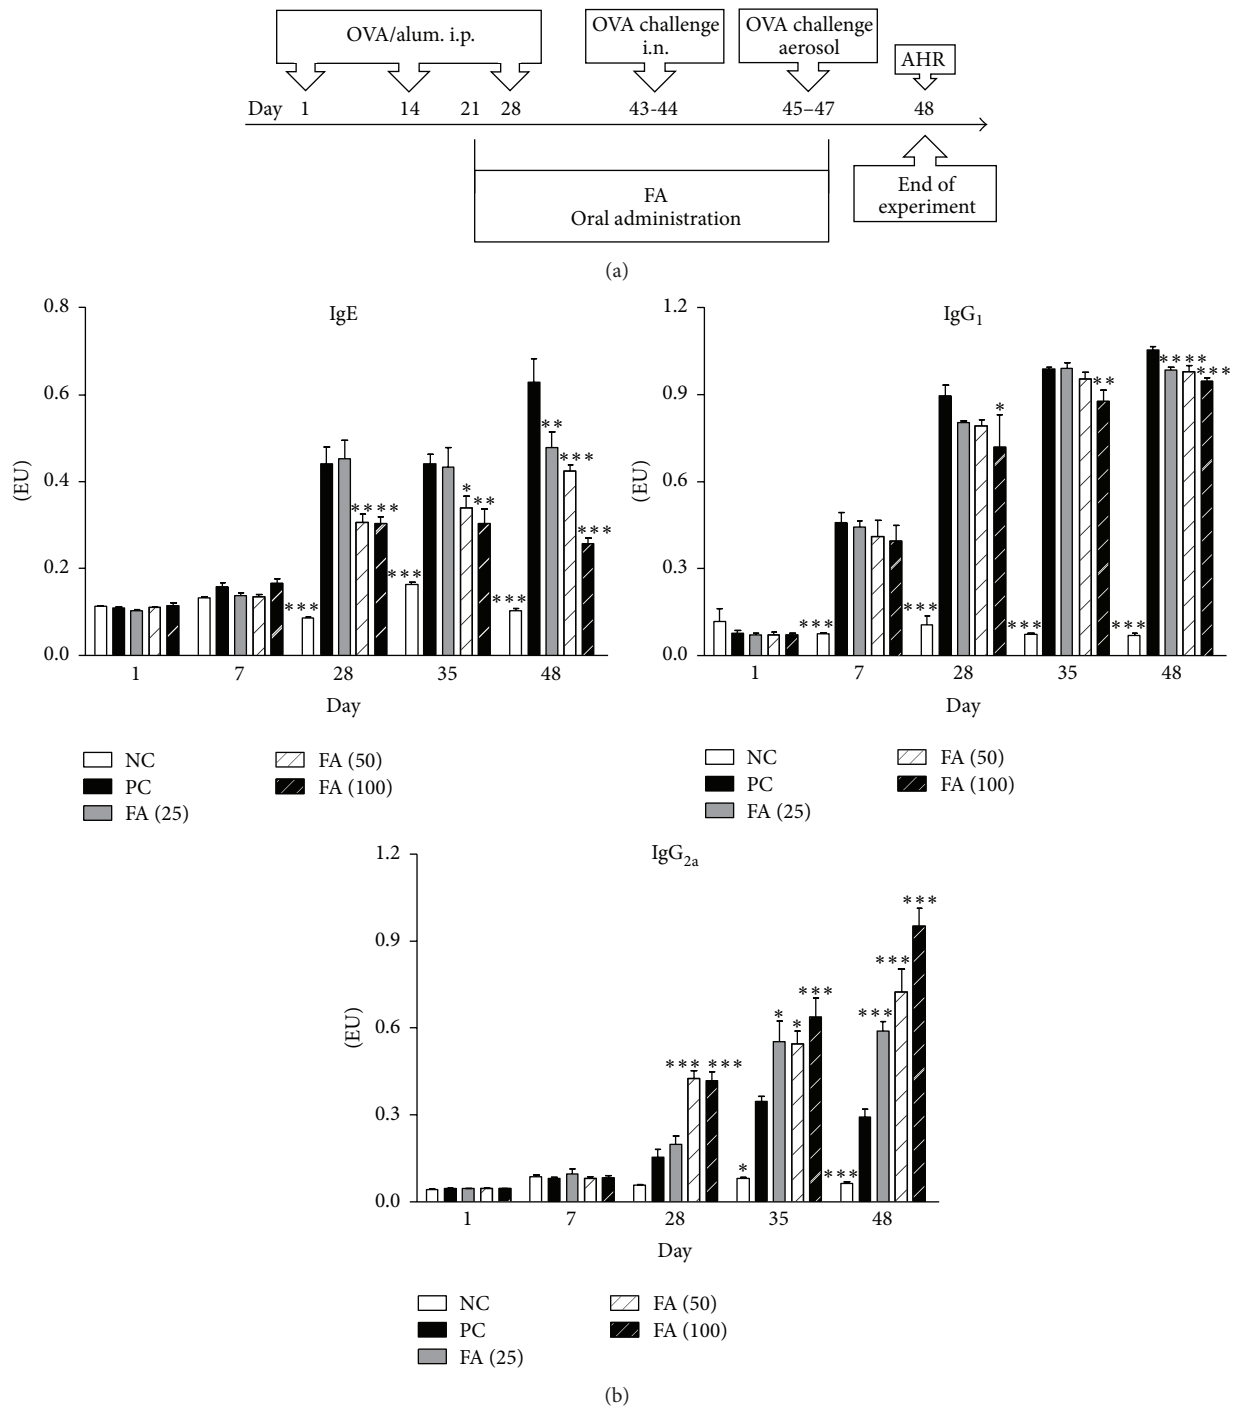 OVA/alum. i.p.
OVA challenge
i.n.
OVA challenge
aerosol
AHR
Day 1 14 21 28 43-44 45–47 48
FA
Oral administration
End of
experiment
(a)
IgE
(EU)
0.8
0.6
0.4
0.2
0.0
*** **** *** * ** *** ** *** ***
1 7 28 35 48
Day
NC
PC
FA (25)
FA (50)
FA (100)
IgG1
(EU)
1.2
0.9
0.6
0.3
0.0
*** *** * *** ** *** **** ***
1 7 28 35 48
Day
NC
PC
FA (25)
FA (50)
FA (100)
IgG2a
(EU)
1.2
0.9
0.6
0.3
0.0
*** *** * * * *** *** *** *** ***
1 7 28 35 48
Day
NC
PC
FA (25)
FA (50)
FA (100)
(b)